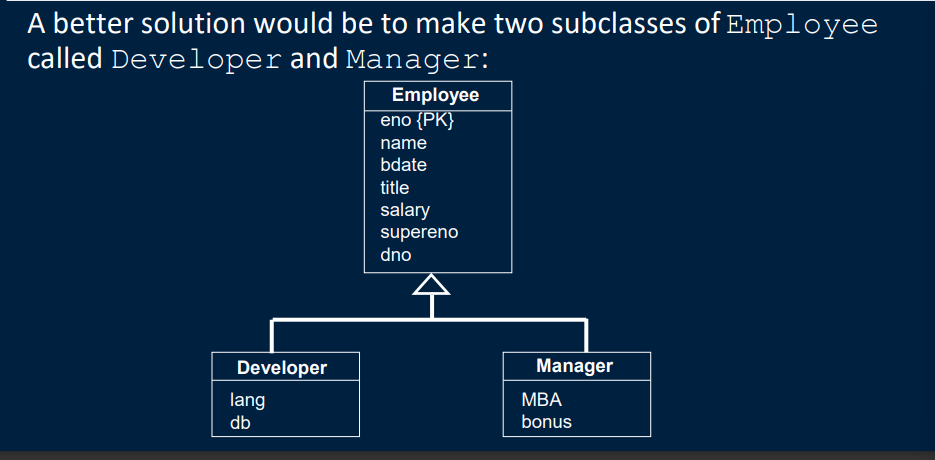 A better solution would be to make two subclasses of Employee
called Developer and Manager:
Employee
eno {PK}
name
bdate
title
salary
supereno
dno
Developer
lang
db
Manager
MBA
bonus